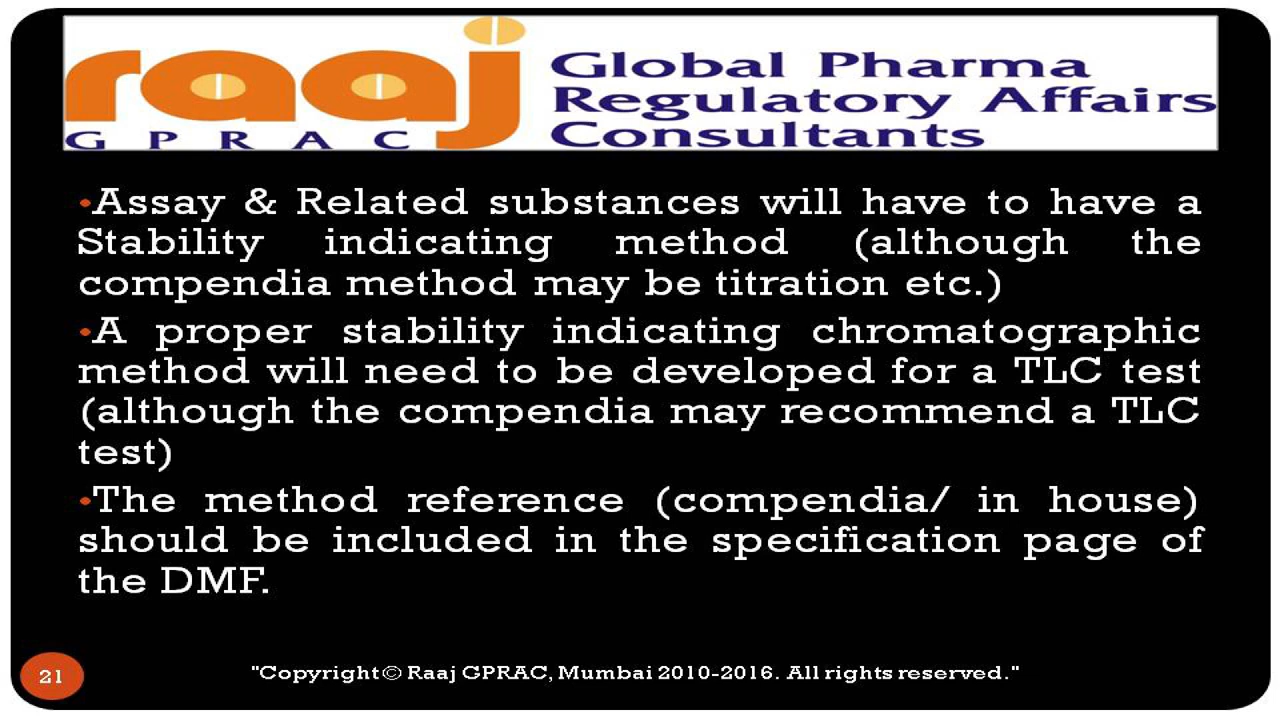 raaj
GPRAC
Global Pharma
Regulatory Affairs
Consultants
•Assay & Related substances will have to have a
Stability indicating method (although the
compendia method may be titration etc.)
•A proper stability indicating chromatographic
method will need to be developed for a TLC test
(although the compendia may recommend a TLC
test)
•The method reference (compendia/ in house)
should be included in the specification page of
the DMF.
21
"Copyright© Raaj GPRAC, Mumbai 2010-2016. All rights reserved."